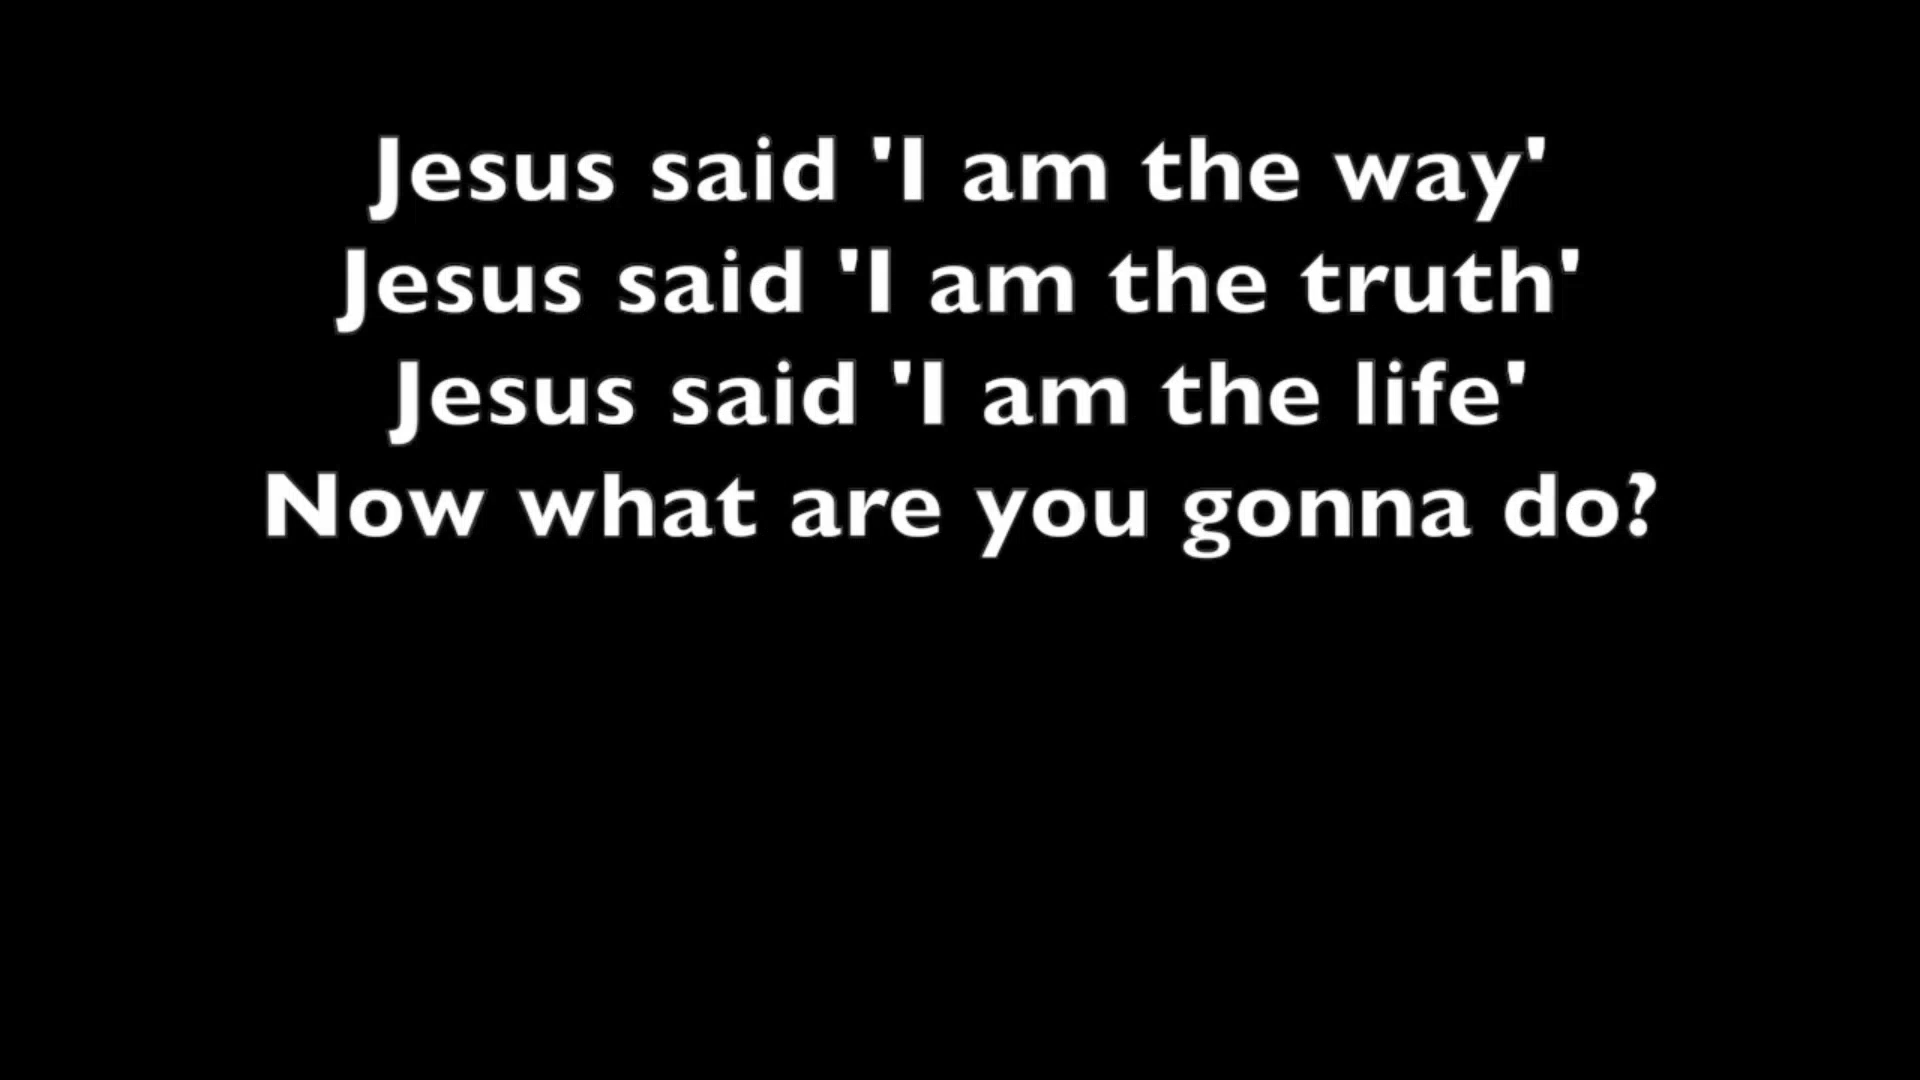 Jesus said 'I am the way'
Jesus said 'I am the truth'
Jesus said 'I am the life'
Now what are you gonna do?